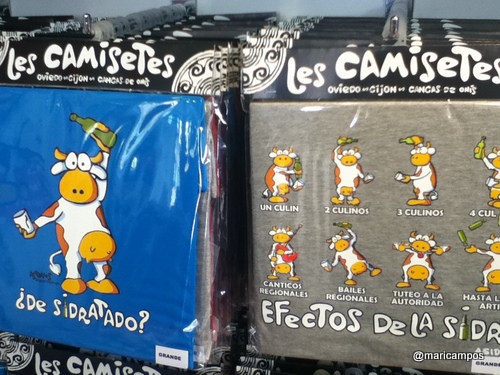 Les CAMISETES
OVIEDO GIJON CANGAS DE ONIS
Les CAMISETES
OVIEDO GIJON CANGAS DE ONIS
¿De SIDRATADO?
GRANDE
UN CULIN
2 CULINOS
3 CULINOS
4 CUL
CANTICOS REGIONALES
BAILES REGIONALES
TUTEO A LA AUTORIDAD
HASTA L
ARTI
EFECTOS DE LA SIDR
GRANDE
@maricampos